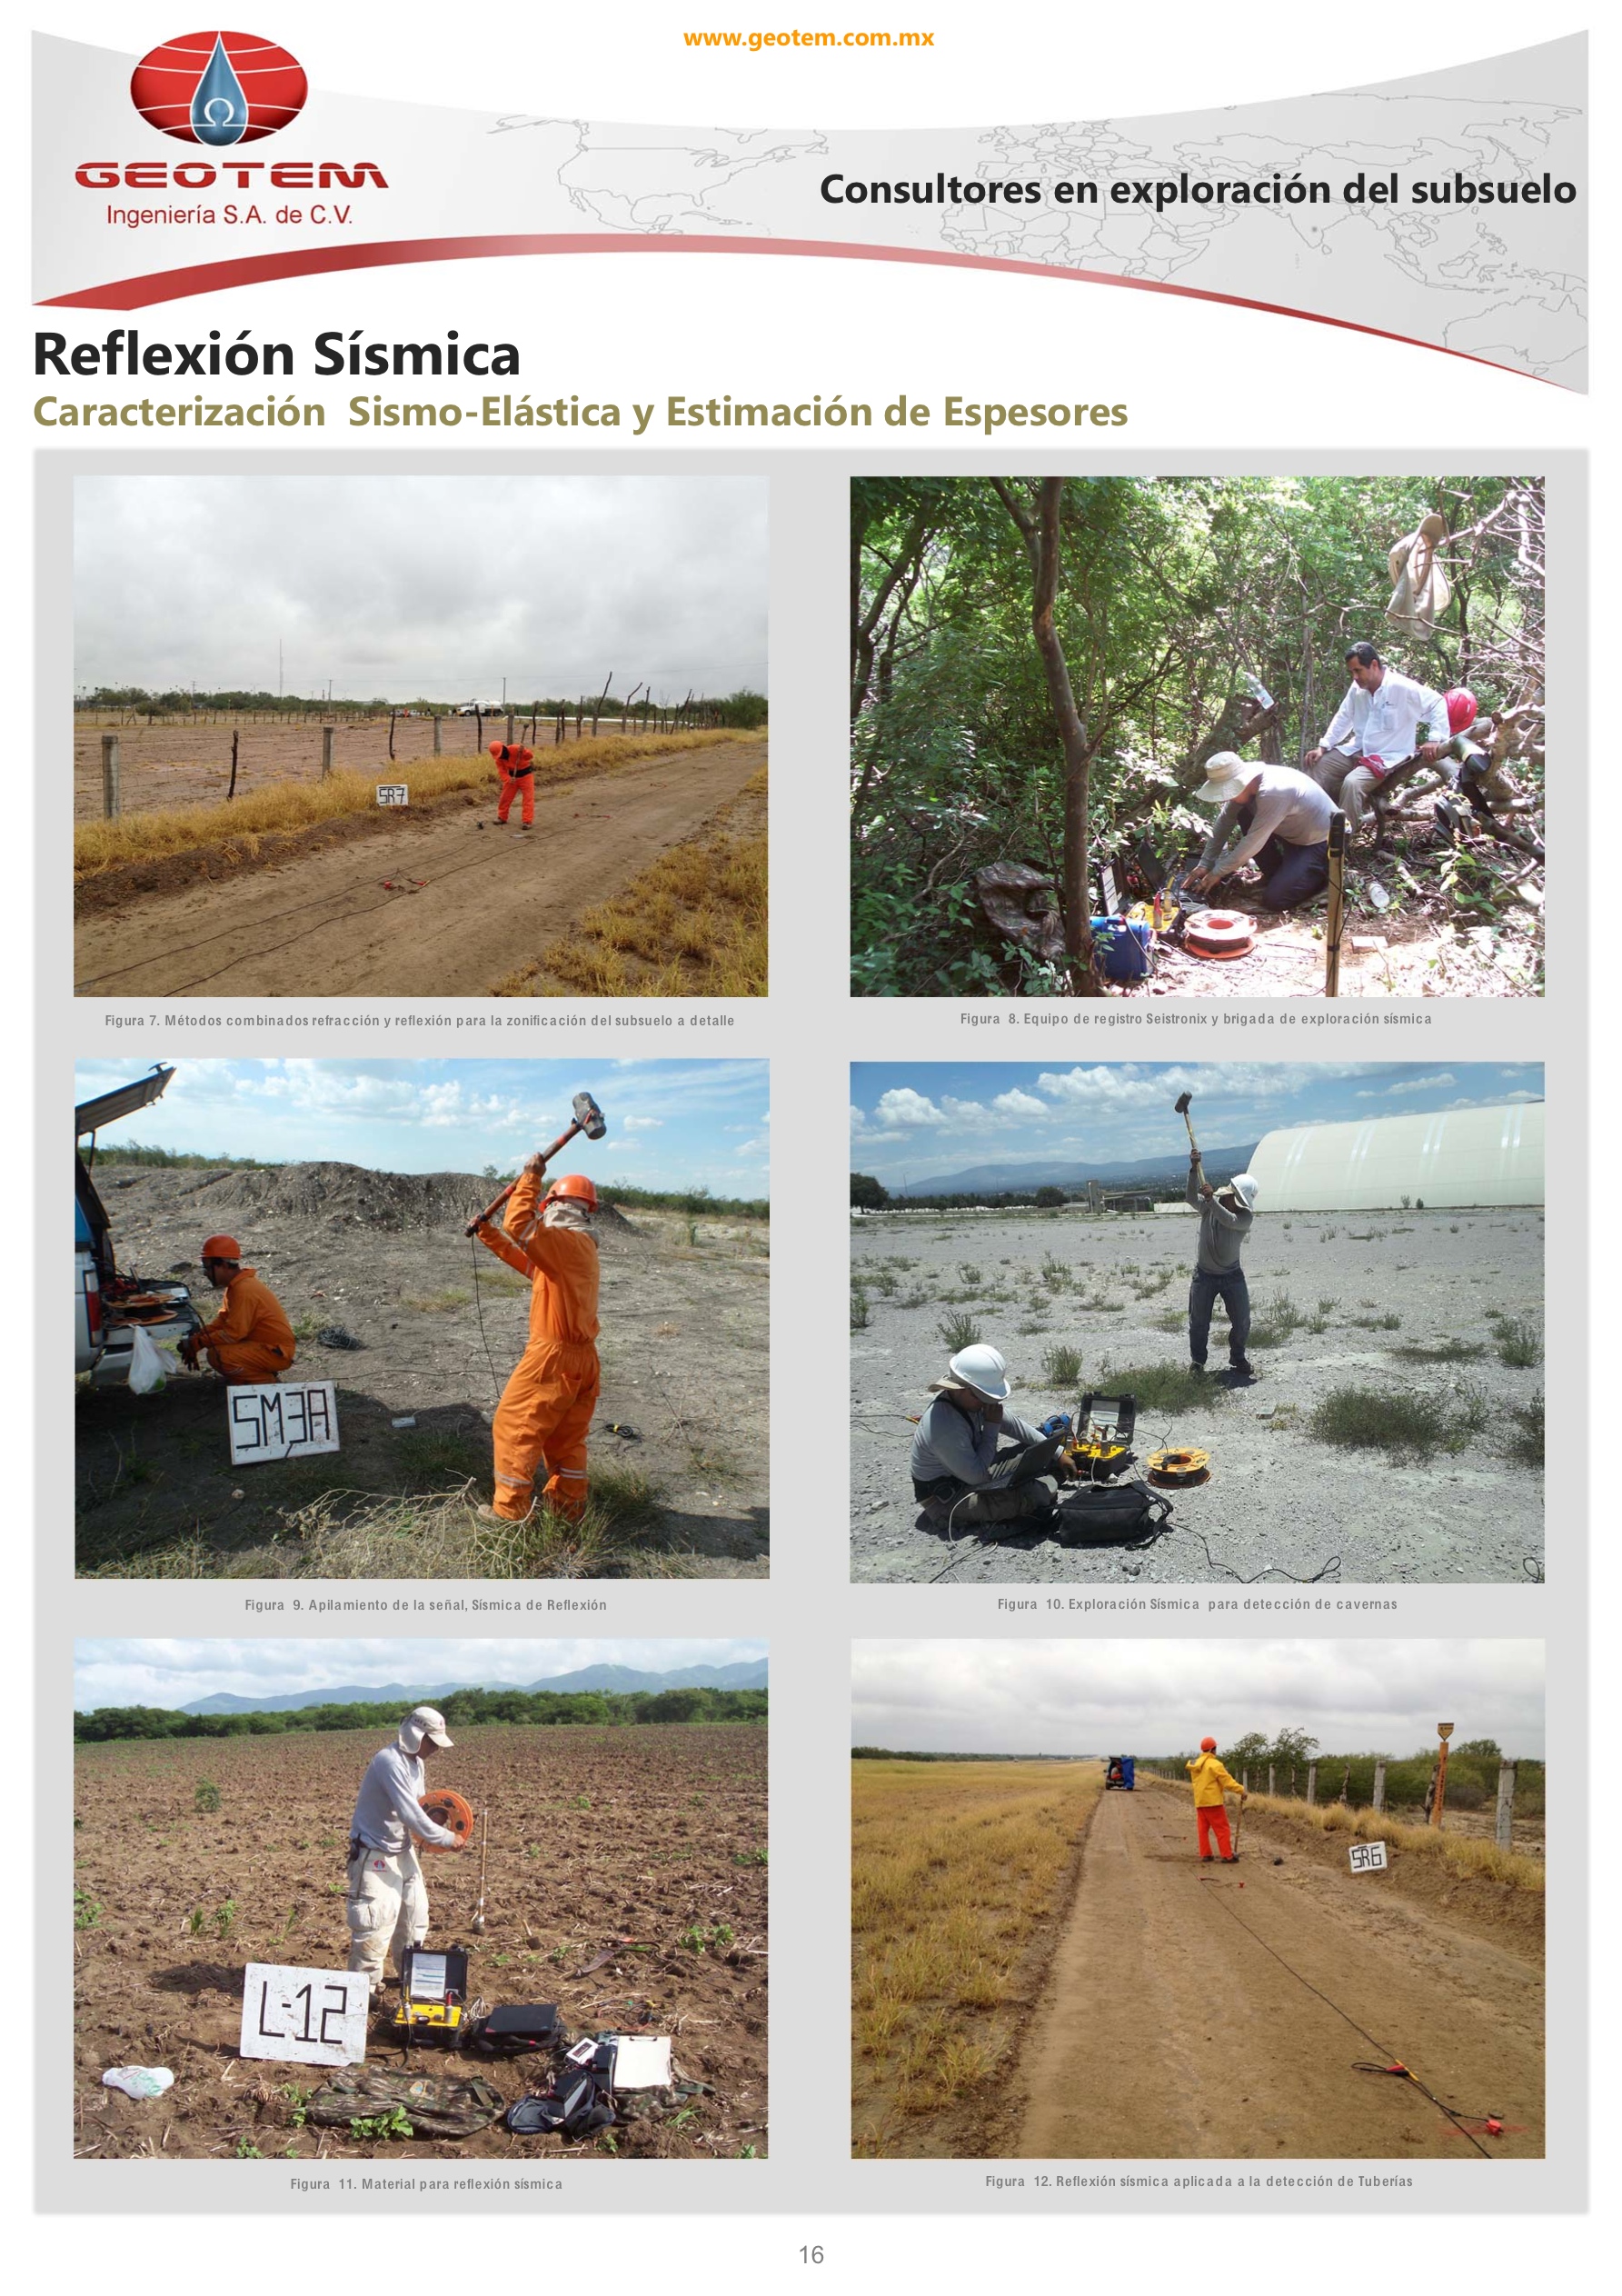 www.geotem.com.mx
GEOTEM
Ingeniería S.A. de C.V.
Consultores en exploración del subsuelo
Reflexión Sísmica
Caracterización Sismo-Elástica y Estimación de Espesores
SR7
Figura 7. Métodos combinados refracción y reflexión para la zonificación del subsuelo a detalle
Figura 8. Equipo de registro Seistronix y brigada de exploración sísmica
SM3A
Figura 9. Apilamiento de la señal, Sísmica de Reflexión
Figura 10. Exploración Sísmica para detección de cavernas
L-12
SR6
Figura 11. Material para reflexión sísmica
Figura 12. Reflexión sísmica aplicada a la detección de Tuberías
16